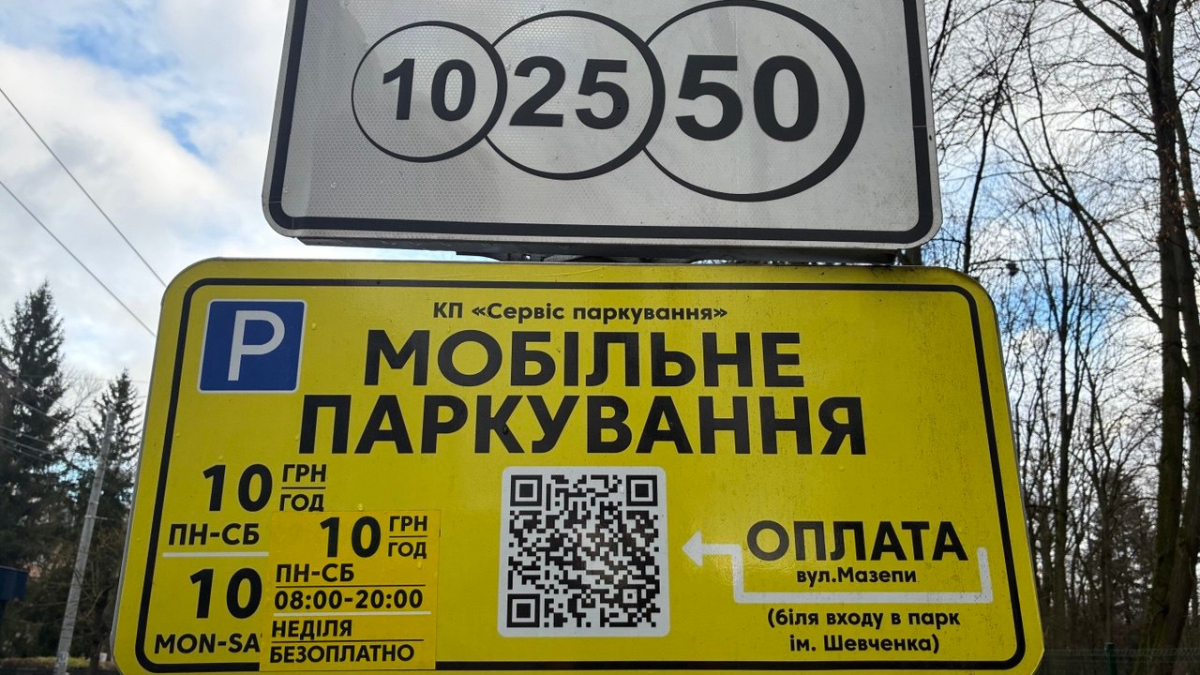 10 25 50
P
КП «Сервіс паркування»
МОБІЛЬНЕ
ПАРКУВАННЯ
10 ГРН
ГОД
ПН-СБ
10
MON-SA
10 ГРН
ГОД
ПН-СБ
08:00-20:00
НЕДІЛЯ
БЕЗОПЛАТНО
ОПЛАТА
вул.Мазепи
(біля входу в парк
ім. Шевченка)